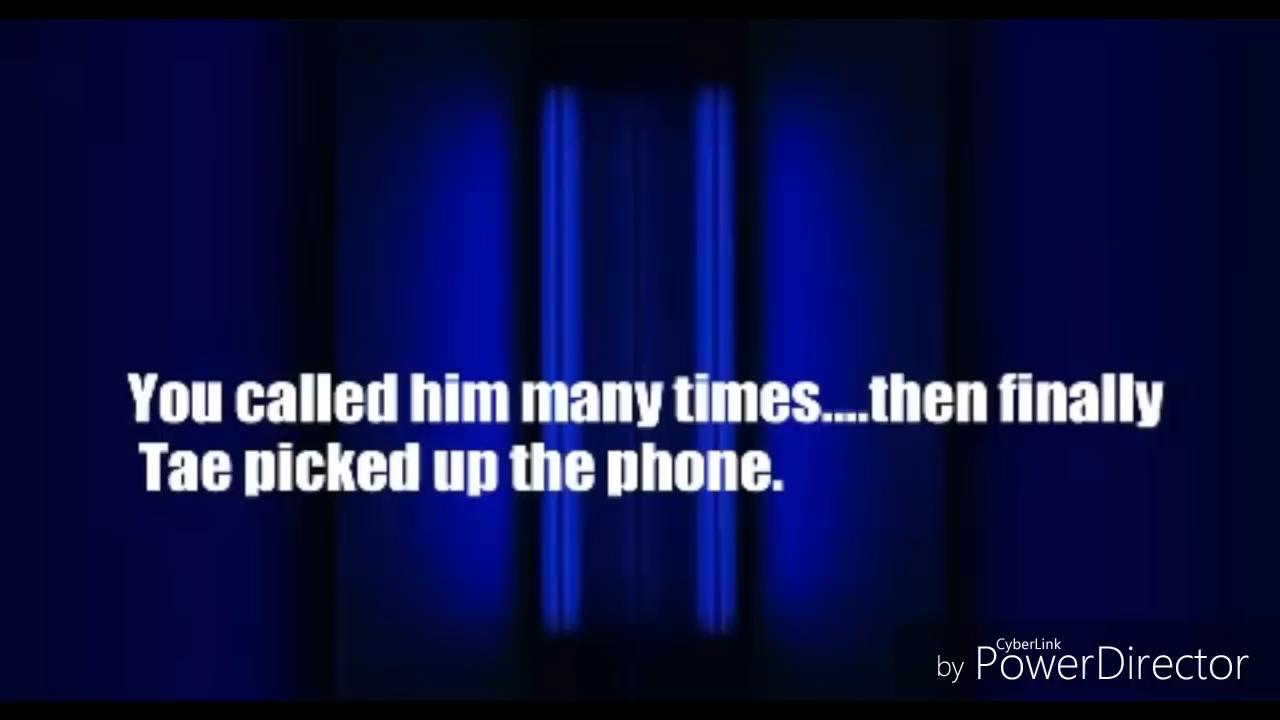 You called him many times....then finally
Tae picked up the phone.
CyberLink
by PowerDirector